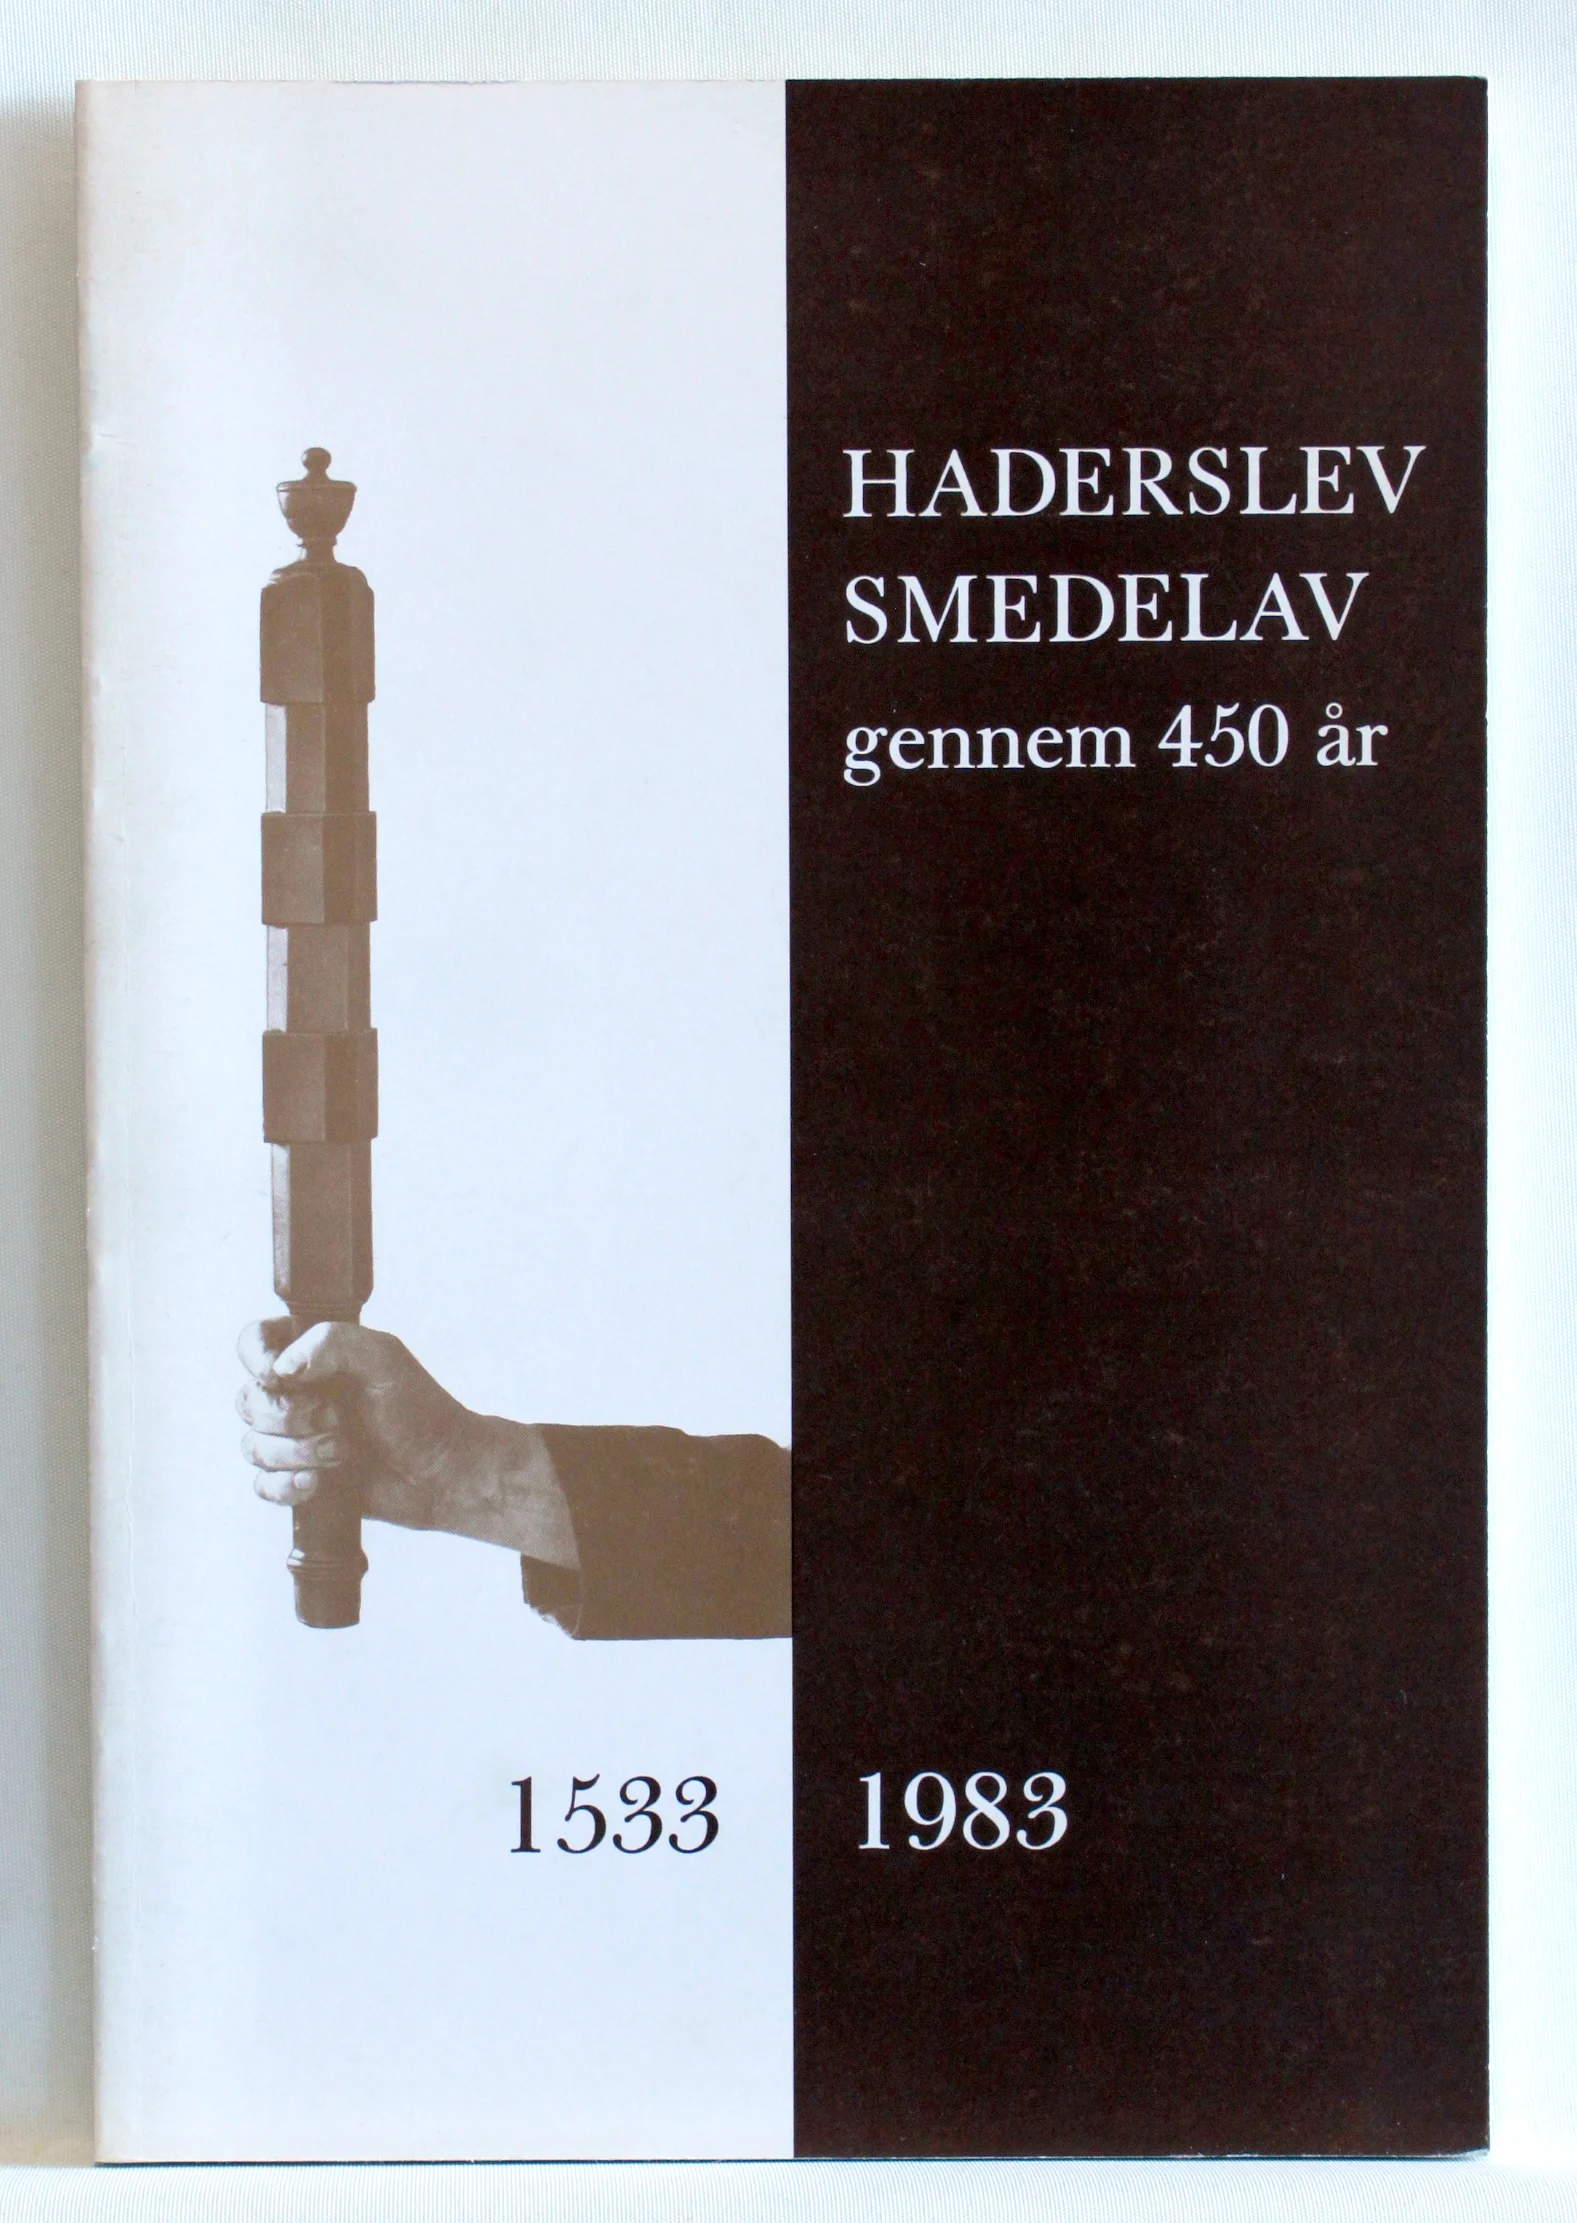 HADERSLEV
SMEDELAV
gennem 450 år
1533 1983